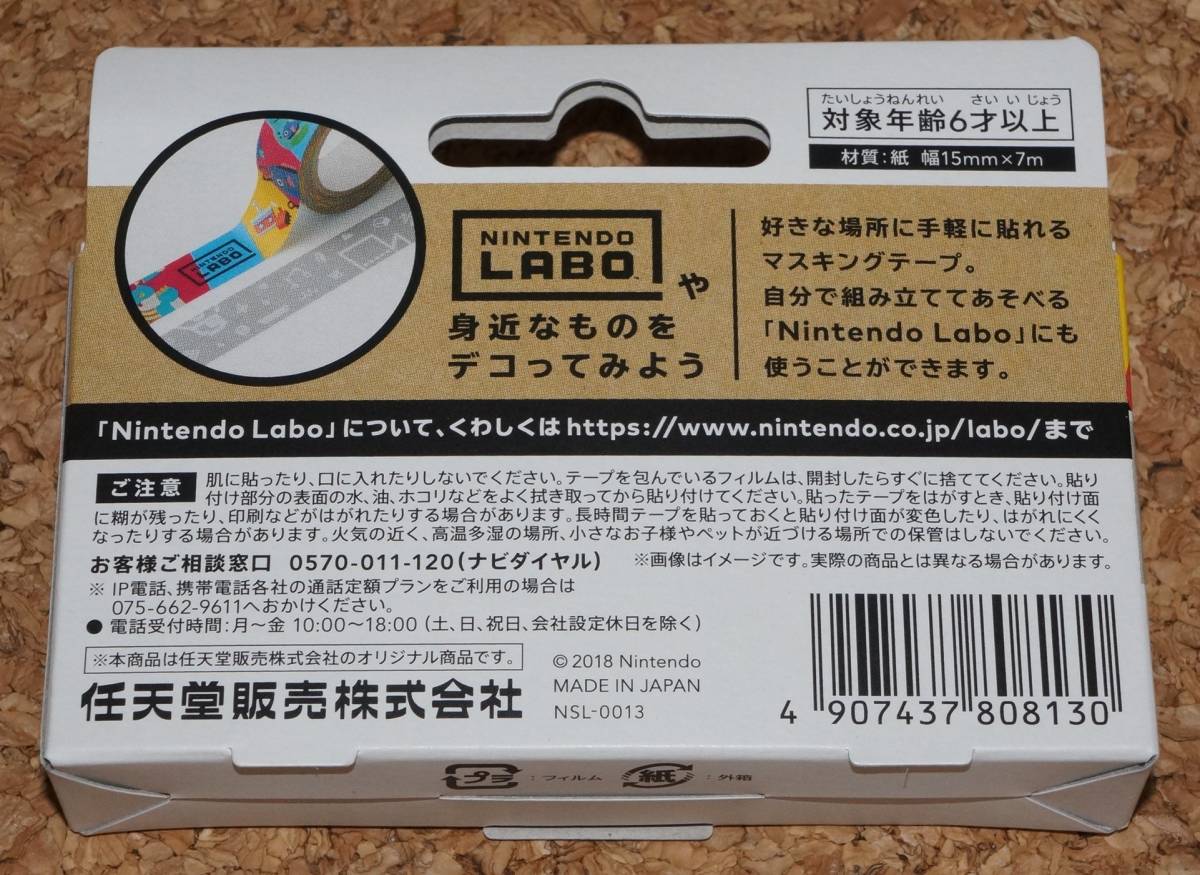 たいしょうねんれい さいいじょう
対象年齢6才以上
材質:紙 幅15mm×7m
NINTENDO
LABO
NINTENDO
LABO™ や
身近なものを
デコってみよう
好きな場所に手軽に貼れる
マスキングテープ。
自分で組み立ててあそべる
「Nintendo Labo」にも
使うことができます。
「Nintendo Labo」について、くわしくはhttps://www.nintendo.co.jp/labo/まで
ご注意 肌に貼ったり、口に入れたりしないでください。テープを包んでいるフィルムは、開封したらすぐに捨ててください。貼り
付け部分の表面の水、油、ホコリなどをよく拭き取ってから貼り付けてください。貼ったテープをはがすとき、貼り付け面
に糊が残ったり、印刷などがはがれたりする場合があります。長時間テープを貼っておくと貼り付け面が変色したり、はがれにくく
なったりする場合があります。火気の近く、高温多湿の場所、小さなお子様やペットが近づける場所での保管はしないでください。
お客様ご相談窓口 0570-011-120(ナビダイヤル) ※画像はイメージです。実際の商品とは異なる場合があります。
※ IP電話、携帯電話各社の通話定額プランをご利用の場合は
075-662-9611へおかけください。
● 電話受付時間:月~金 10:00~18:00 (土、日、祝日、会社設定休日を除く)
※本商品は任天堂販売株式会社のオリジナル商品です。
任天堂販売株式会社
© 2018 Nintendo
MADE IN JAPAN
NSL-0013
4 907437 808130
プラ :フィルム 紙 :外箱